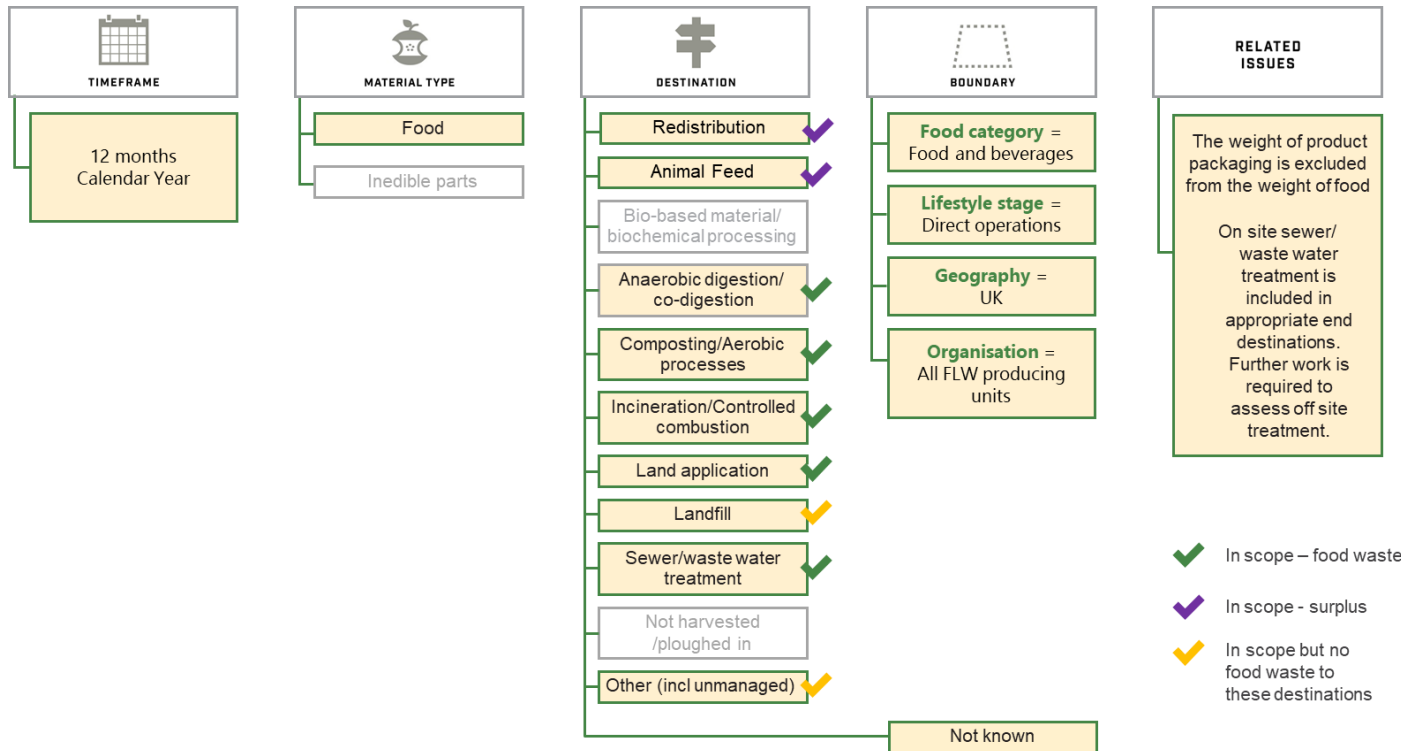 TIMEFRAME
12 months
Calendar Year
MATERIAL TYPE
Food
Inedible parts
DESTINATION
Redistribution
Animal Feed
Bio-based material/
biochemical processing
Anaerobic digestion/
co-digestion
Composting/Aerobic
processes
Incineration/Controlled
combustion
Land application
Landfill
Sewer/waste water
treatment
Not harvested
/ploughed in
Other (incl unmanaged)
Not known
BOUNDARY
Food category =
Food and beverages
Lifestyle stage =
Direct operations
Geography =
UK
Organisation =
All FLW producing
units
RELATED
ISSUES
The weight of product
packaging is excluded
from the weight of food
On site sewer/
waste water
treatment is
included in
appropriate end
destinations.
Further work is
required to
assess off site
treatment.
In scope – food waste
In scope - surplus
In scope but no
food waste to
these destinations